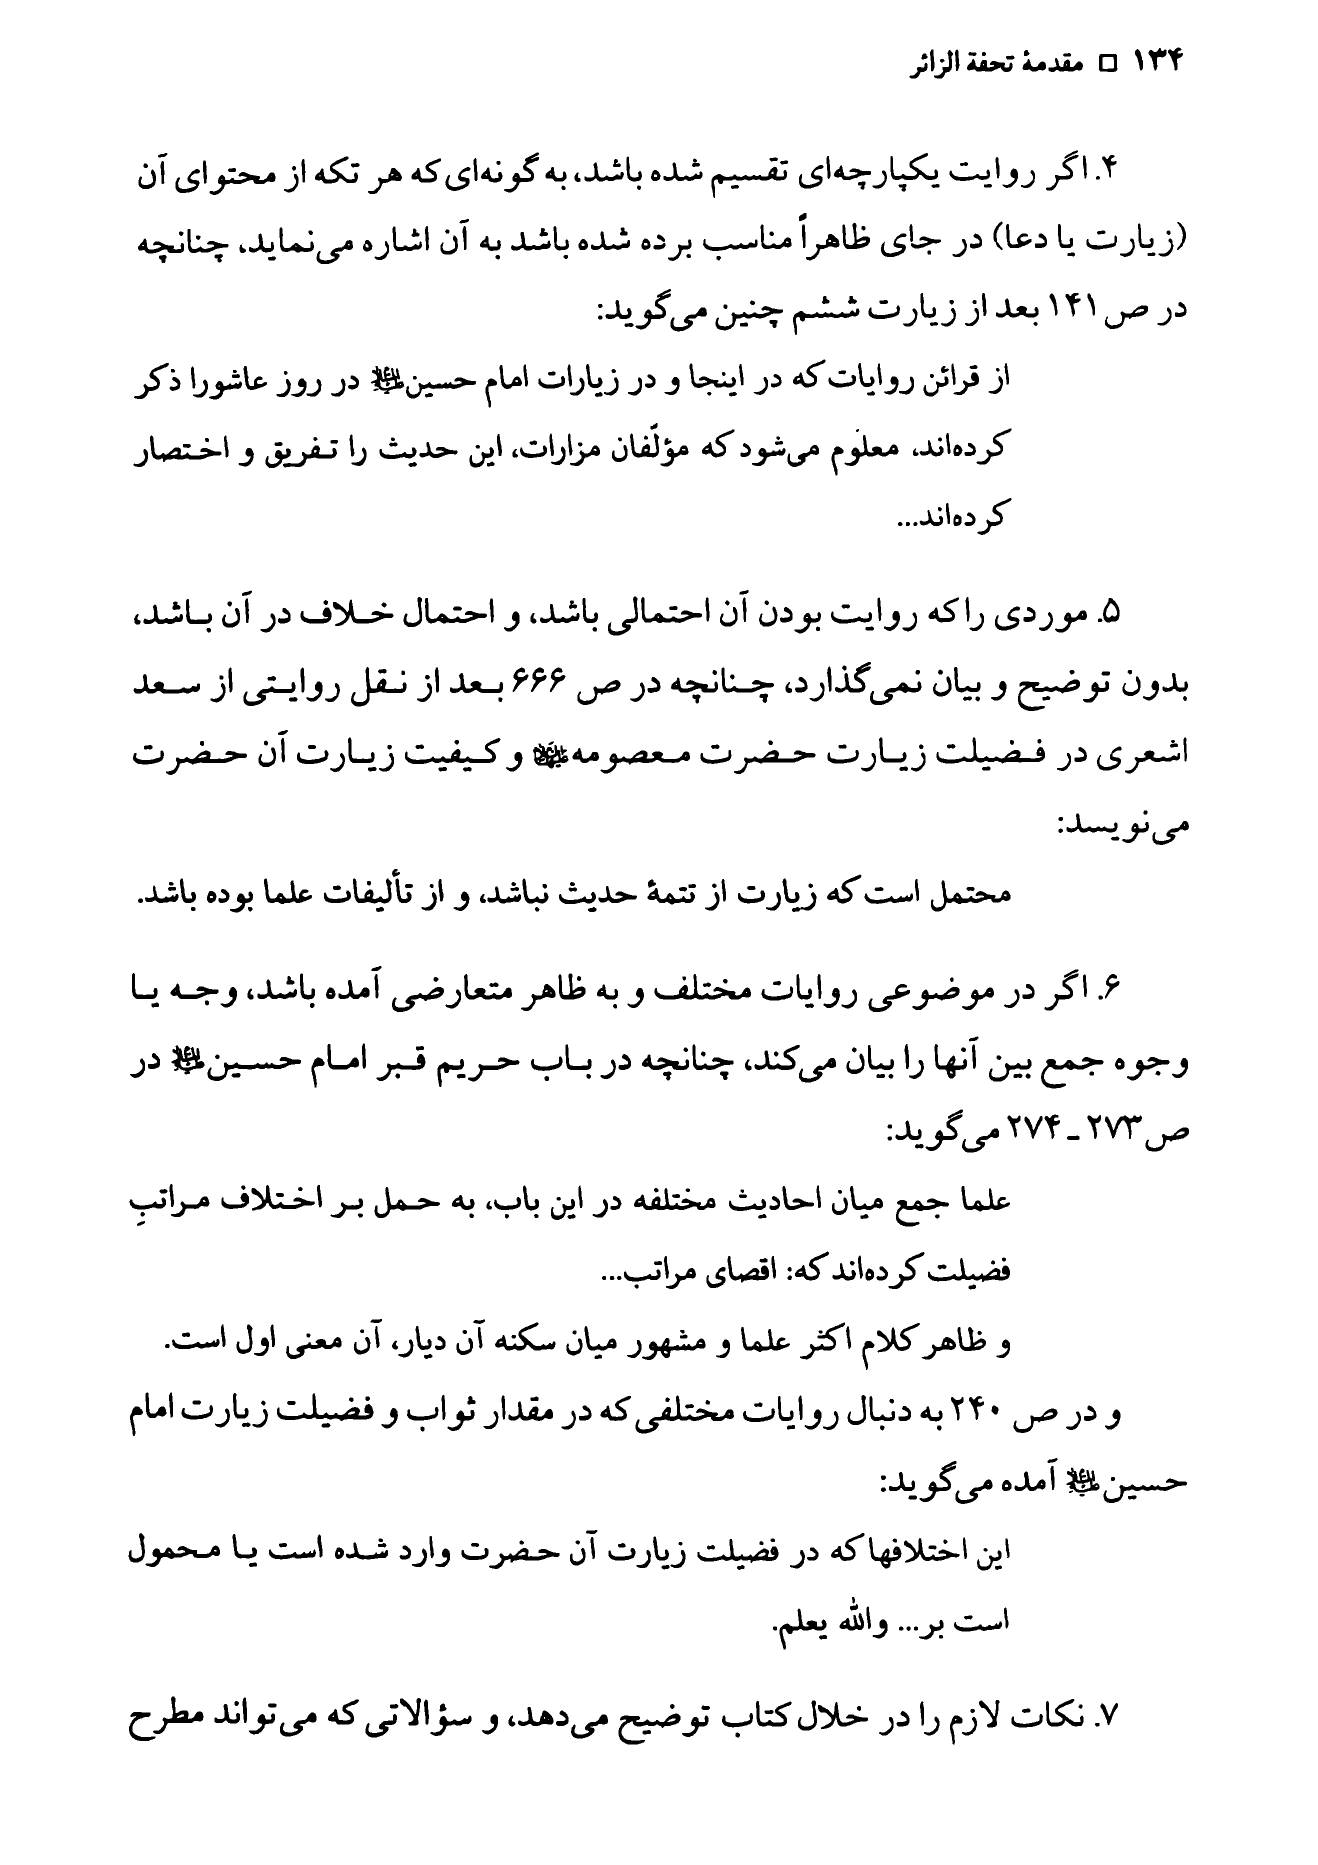 ۱۳۴ □ مقدمهٔ تحفة الزائر
۴. اگر روایت یکپارچه‌ای تقسیم شده باشد، به گونه‌ای که هر تکه از محتوای آن
(زیارت یا دعا) در جای ظاهراً مناسب برده شده باشد به آن اشاره می‌نماید، چنانچه
در ص ۱۴۱ بعد از زیارت ششم چنین می‌گوید:
از قرائن روایات که در اینجا و در زیارات امام حسین علیه‌السلام در روز عاشورا ذکر
کرده‌اند، معلوم می‌شود که مؤلّفان مزارات، این حدیث را تفریق و اختصار
کرده‌اند...
۵. موردی را که روایت بودن آن احتمالی باشد، و احتمال خلاف در آن باشد،
بدون توضیح و بیان نمی‌گذارد، چنانچه در ص ۶۶۶ بعد از نقل روایتی از سعد
اشعری در فضیلت زیارت حضرت معصومه علیهاالسلام و کیفیت زیارت آن حضرت
می‌نویسد:
محتمل است که زیارت از تتمهٔ حدیث نباشد، و از تألیفات علما بوده باشد.
۶. اگر در موضوعی روایات مختلف و به ظاهر متعارضی آمده باشد، وجه یا
وجوه جمع بین آنها را بیان می‌کند، چنانچه در باب حریم قبر امام حسین علیه‌السلام در
ص ۲۷۳ ـ ۲۷۴ می‌گوید:
علما جمع میان احادیث مختلفه در این باب، به حمل بر اختلاف مراتبِ
فضیلت کرده‌اند که: اقصای مراتب...
و ظاهر کلام اکثر علما و مشهور میان سکنه آن دیار، آن معنی اول است.
و در ص ۲۴۰ به دنبال روایات مختلفی که در مقدار ثواب و فضیلت زیارت امام
حسین علیه‌السلام آمده می‌گوید:
این اختلافها که در فضیلت زیارت آن حضرت وارد شده است یا محمول
است بر... والله یعلم.
۷. نکات لازم را در خلال کتاب توضیح می‌دهد، و سؤالاتی که می‌تواند مطرح